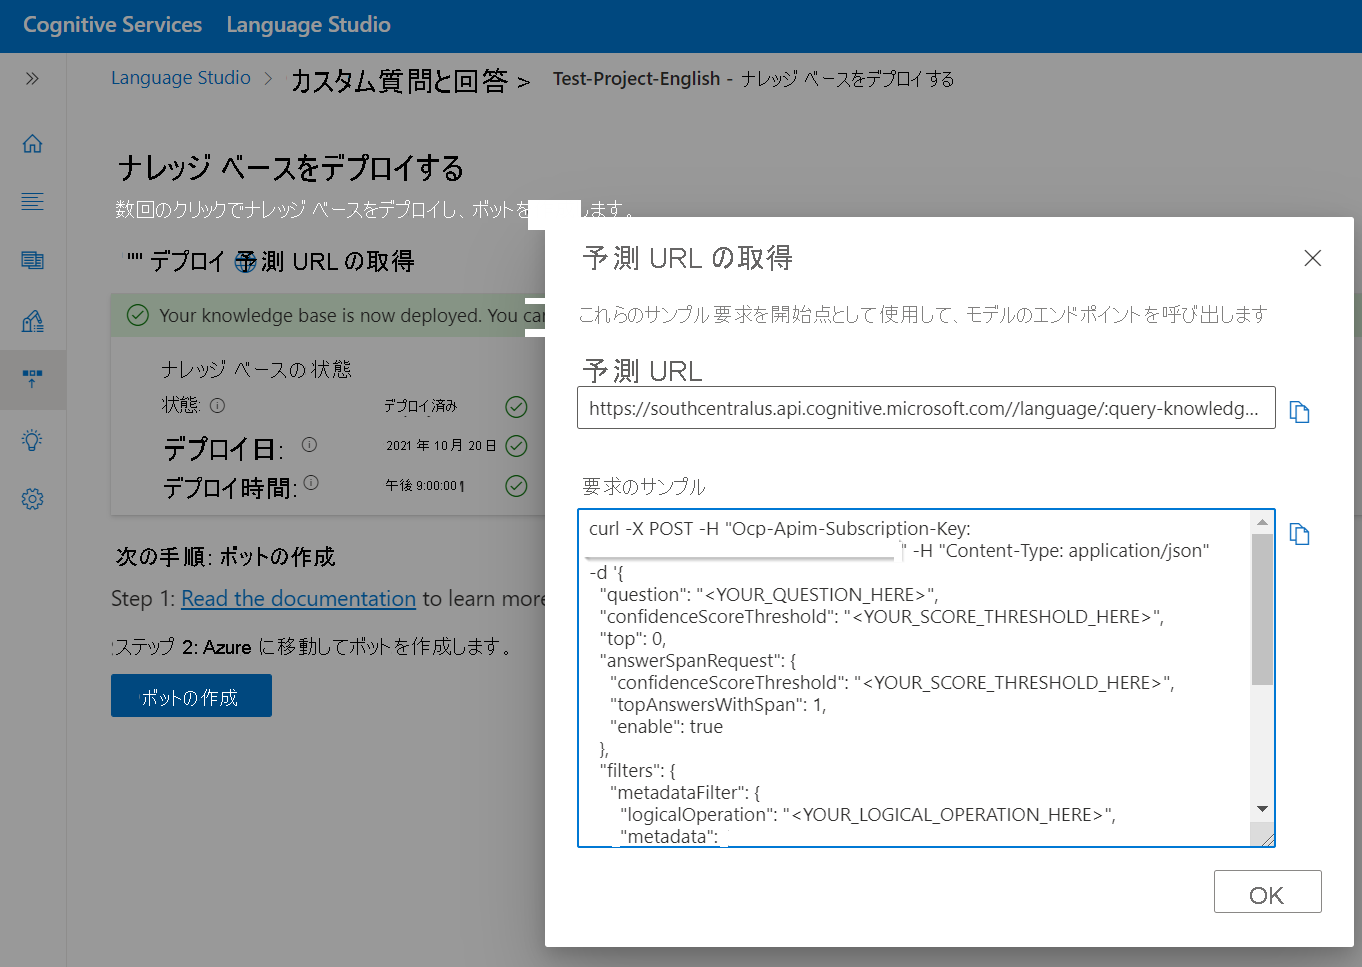 Cognitive Services Language Studio
Language Studio > カスタム質問と回答 > Test-Project-English - ナレッジ ベースをデプロイする
ナレッジ ベースをデプロイする
数回のクリックでナレッジ ベースをデプロイし、ボットを します。
"" デプロイ 予測 URL の取得
Your knowledge base is now deployed. You can
ナレッジ ベースの状態
状態: デプロイ済み
デプロイ日: 2021 年 10 月 20 日
デプロイ時間: 午後 9:00:001
次の手順: ボットの作成
Step 1: Read the documentation to learn more
ステップ 2: Azure に移動してボットを作成します。
ボットの作成
予測 URL の取得
これらのサンプル要求を開始点として使用して、モデルのエンドポイントを呼び出します
予測 URL
https://southcentralus.api.cognitive.microsoft.com//language/:query-knowledg...
要求のサンプル
curl -X POST -H "Ocp-Apim-Subscription-Key:
" -H "Content-Type: application/json"
-d '{
"question": "<YOUR_QUESTION_HERE>",
"confidenceScoreThreshold": "<YOUR_SCORE_THRESHOLD_HERE>",
"top": 0,
"answerSpanRequest": {
"confidenceScoreThreshold": "<YOUR_SCORE_THRESHOLD_HERE>",
"topAnswersWithSpan": 1,
"enable": true
},
"filters": {
"metadataFilter": {
"logicalOperation": "<YOUR_LOGICAL_OPERATION_HERE>",
"metadata":
OK